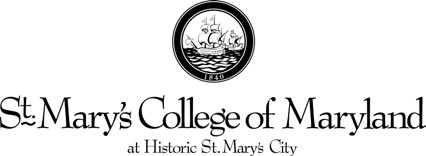 1840
St. Mary's College of Maryland
at Historic St. Mary's City